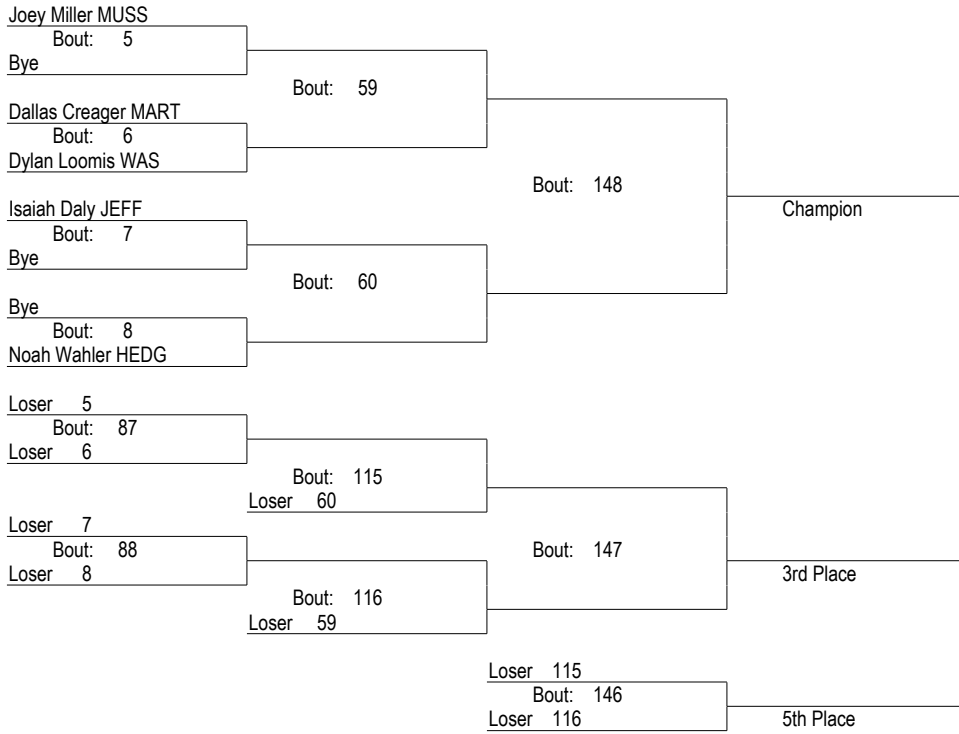 Joey Miller MUSS
Bout: 5
Bye
Bout: 59
Dallas Creager MART
Bout: 6
Dylan Loomis WAS
Bout: 148
Isaiah Daly JEFF
Champion
Bout: 7
Bye
Bout: 60
Bye
Bout: 8
Noah Wahler HEDG
Loser 5
Bout: 87
Loser 6
Bout: 115
Loser 60
Loser 7
Bout: 88
Bout: 147
Loser 8
3rd Place
Bout: 116
Loser 59
Loser 115
Bout: 146
Loser 116
5th Place